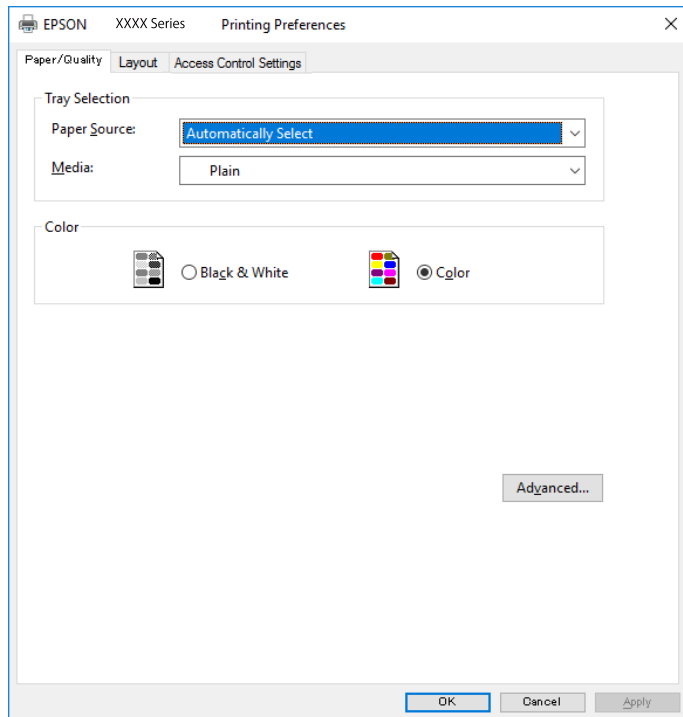 EPSON XXXX Series Printing Preferences
Paper/Quality Layout Access Control Settings
Tray Selection
Paper Source: Automatically Select
Media: Plain
Color
Black & White Color
Advanced...
OK Cancel Apply